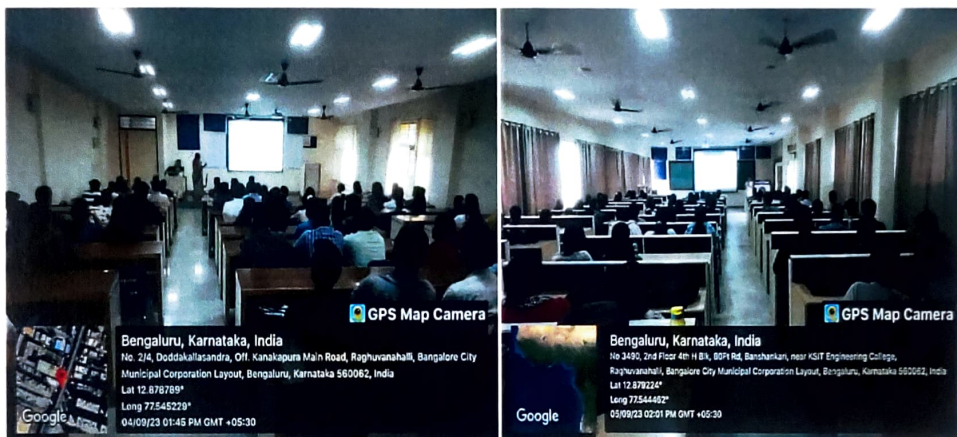 GPS Map Camera
Bengaluru, Karnataka, India
No. 2/4, Doddakallasandra, Off. Kanakapura Main Road, Raghuvanahalli, Bangalore City
Municipal Corporation Layout, Bengaluru, Karnataka 560062, India
Lat 12.878789°
Long 77.545229°
04/09/23 01:45 PM GMT +05:30
Google
GPS Map Camera
Bengaluru, Karnataka, India
No 3490, 2nd Floor 4th H Blk, 80Ft Rd, Banshankari, near KSIT Engineering College,
Raghuvanahalli, Bangalore City Municipal Corporation Layout, Bengaluru, Karnataka 560062, India
Lat 12.879224°
Long 77.544462°
05/09/23 02:01 PM GMT +05:30
Google